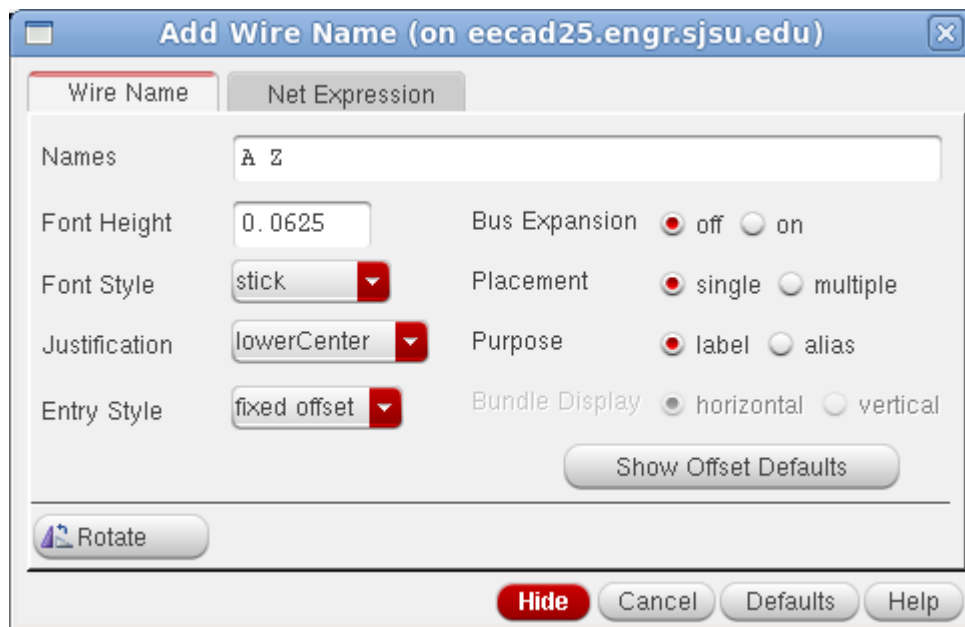 Add Wire Name (on eecad25.engr.sjsu.edu)
Wire Name Net Expression
Names A Z
Font Height 0.0625 Bus Expansion off on
Font Style stick Placement single multiple
Justification lowerCenter Purpose label alias
Entry Style fixed offset Bundle Display horizontal vertical
Show Offset Defaults
Rotate
Hide Cancel Defaults Help